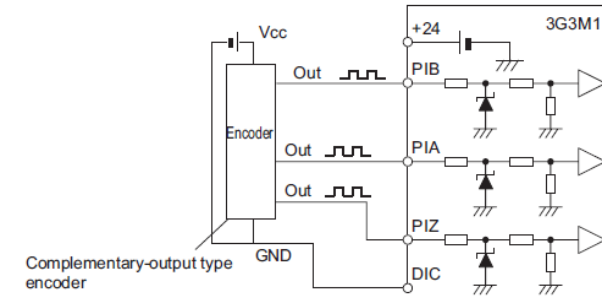 3G3M1
+24
Vcc
PIB
Out
Encoder
Out
PIA
Out
PIZ
GND
Complementary-output type
encoder
DIC